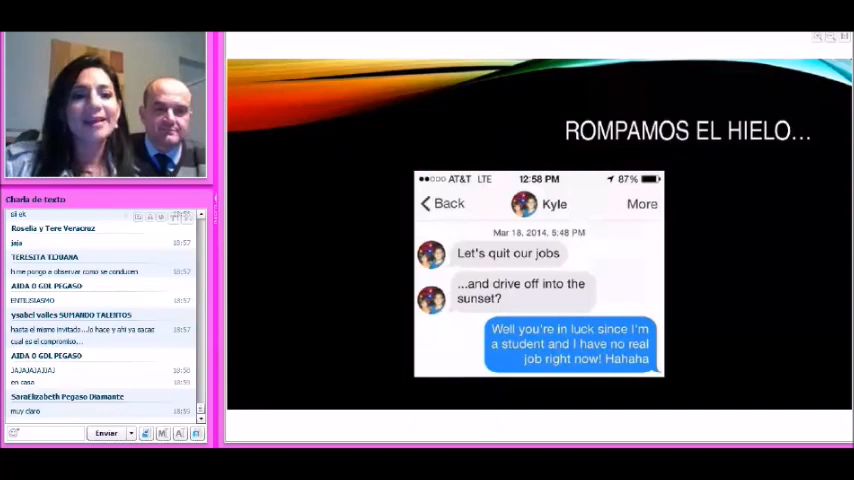 ROMPAMOS EL HIELO...
AT&T LTE
12:58 PM
87%
Back
Kyle
More
Mar 18, 2014, 5:48 PM
Let's quit our jobs
...and drive off into the
sunset?
Well you're in luck since I'm
a student and I have no real
job right now! Hahaha
Charla de texto
Roselia y Tere Veracruz
jaja
18:57
TERESITA TIJUANA
h.me pongo a observar como se conducen
18:57
AIDA O GDL PEGASO
ENTUSIASMO
18:57
ysabel valles SUMANDO TALENTOS
hasta el mismo invitado...lo hace y ahi ya sacao
18:57
cual es el compromiso...
AIDA O GDL PEGASO
JAJAJAJAJJAJ
18:58
en casa
18:58
SaraElizabeth Pegaso Diamante
muy claro
Enviar